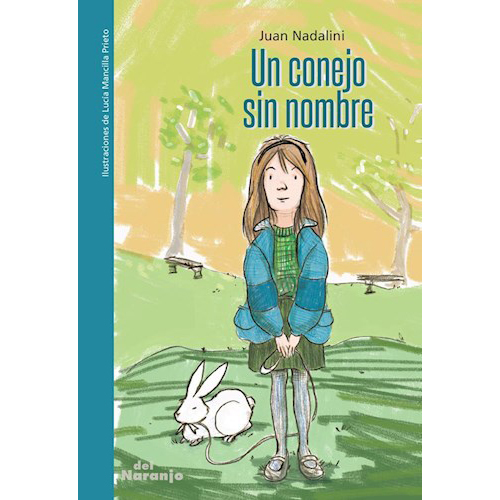 Juan Nadalini
Un conejo
sin nombre
Ilustraciones de Lucía Mancilla Prieto
del
Naranjo